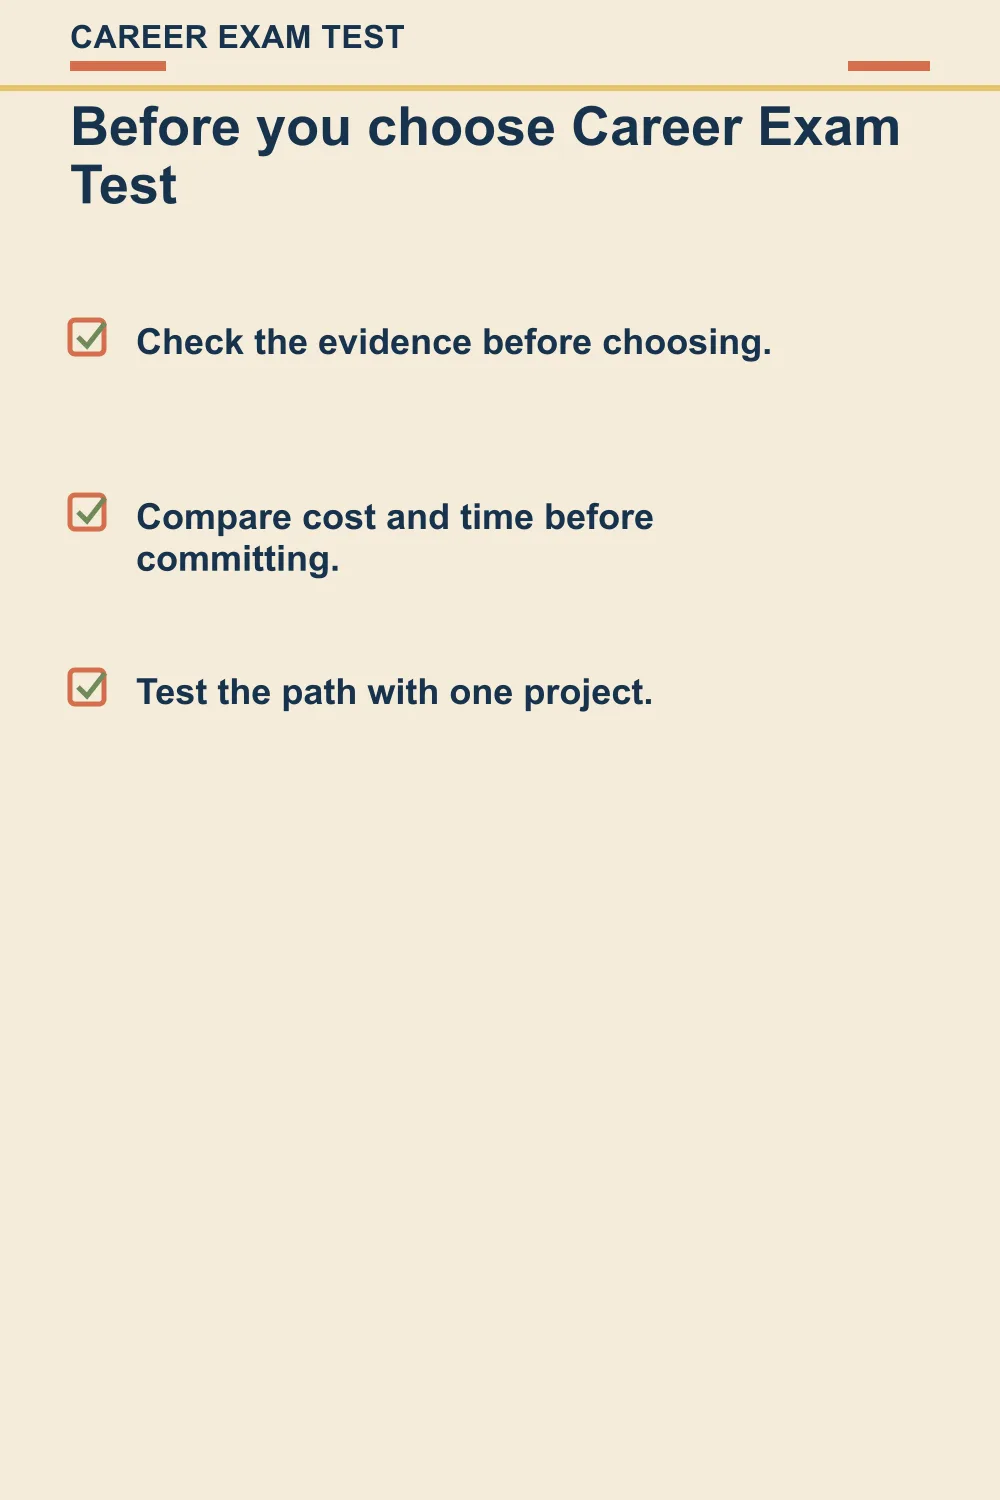 CAREER EXAM TEST
Before you choose Career Exam
Test
Check the evidence before choosing.
Compare cost and time before
committing.
Test the path with one project.